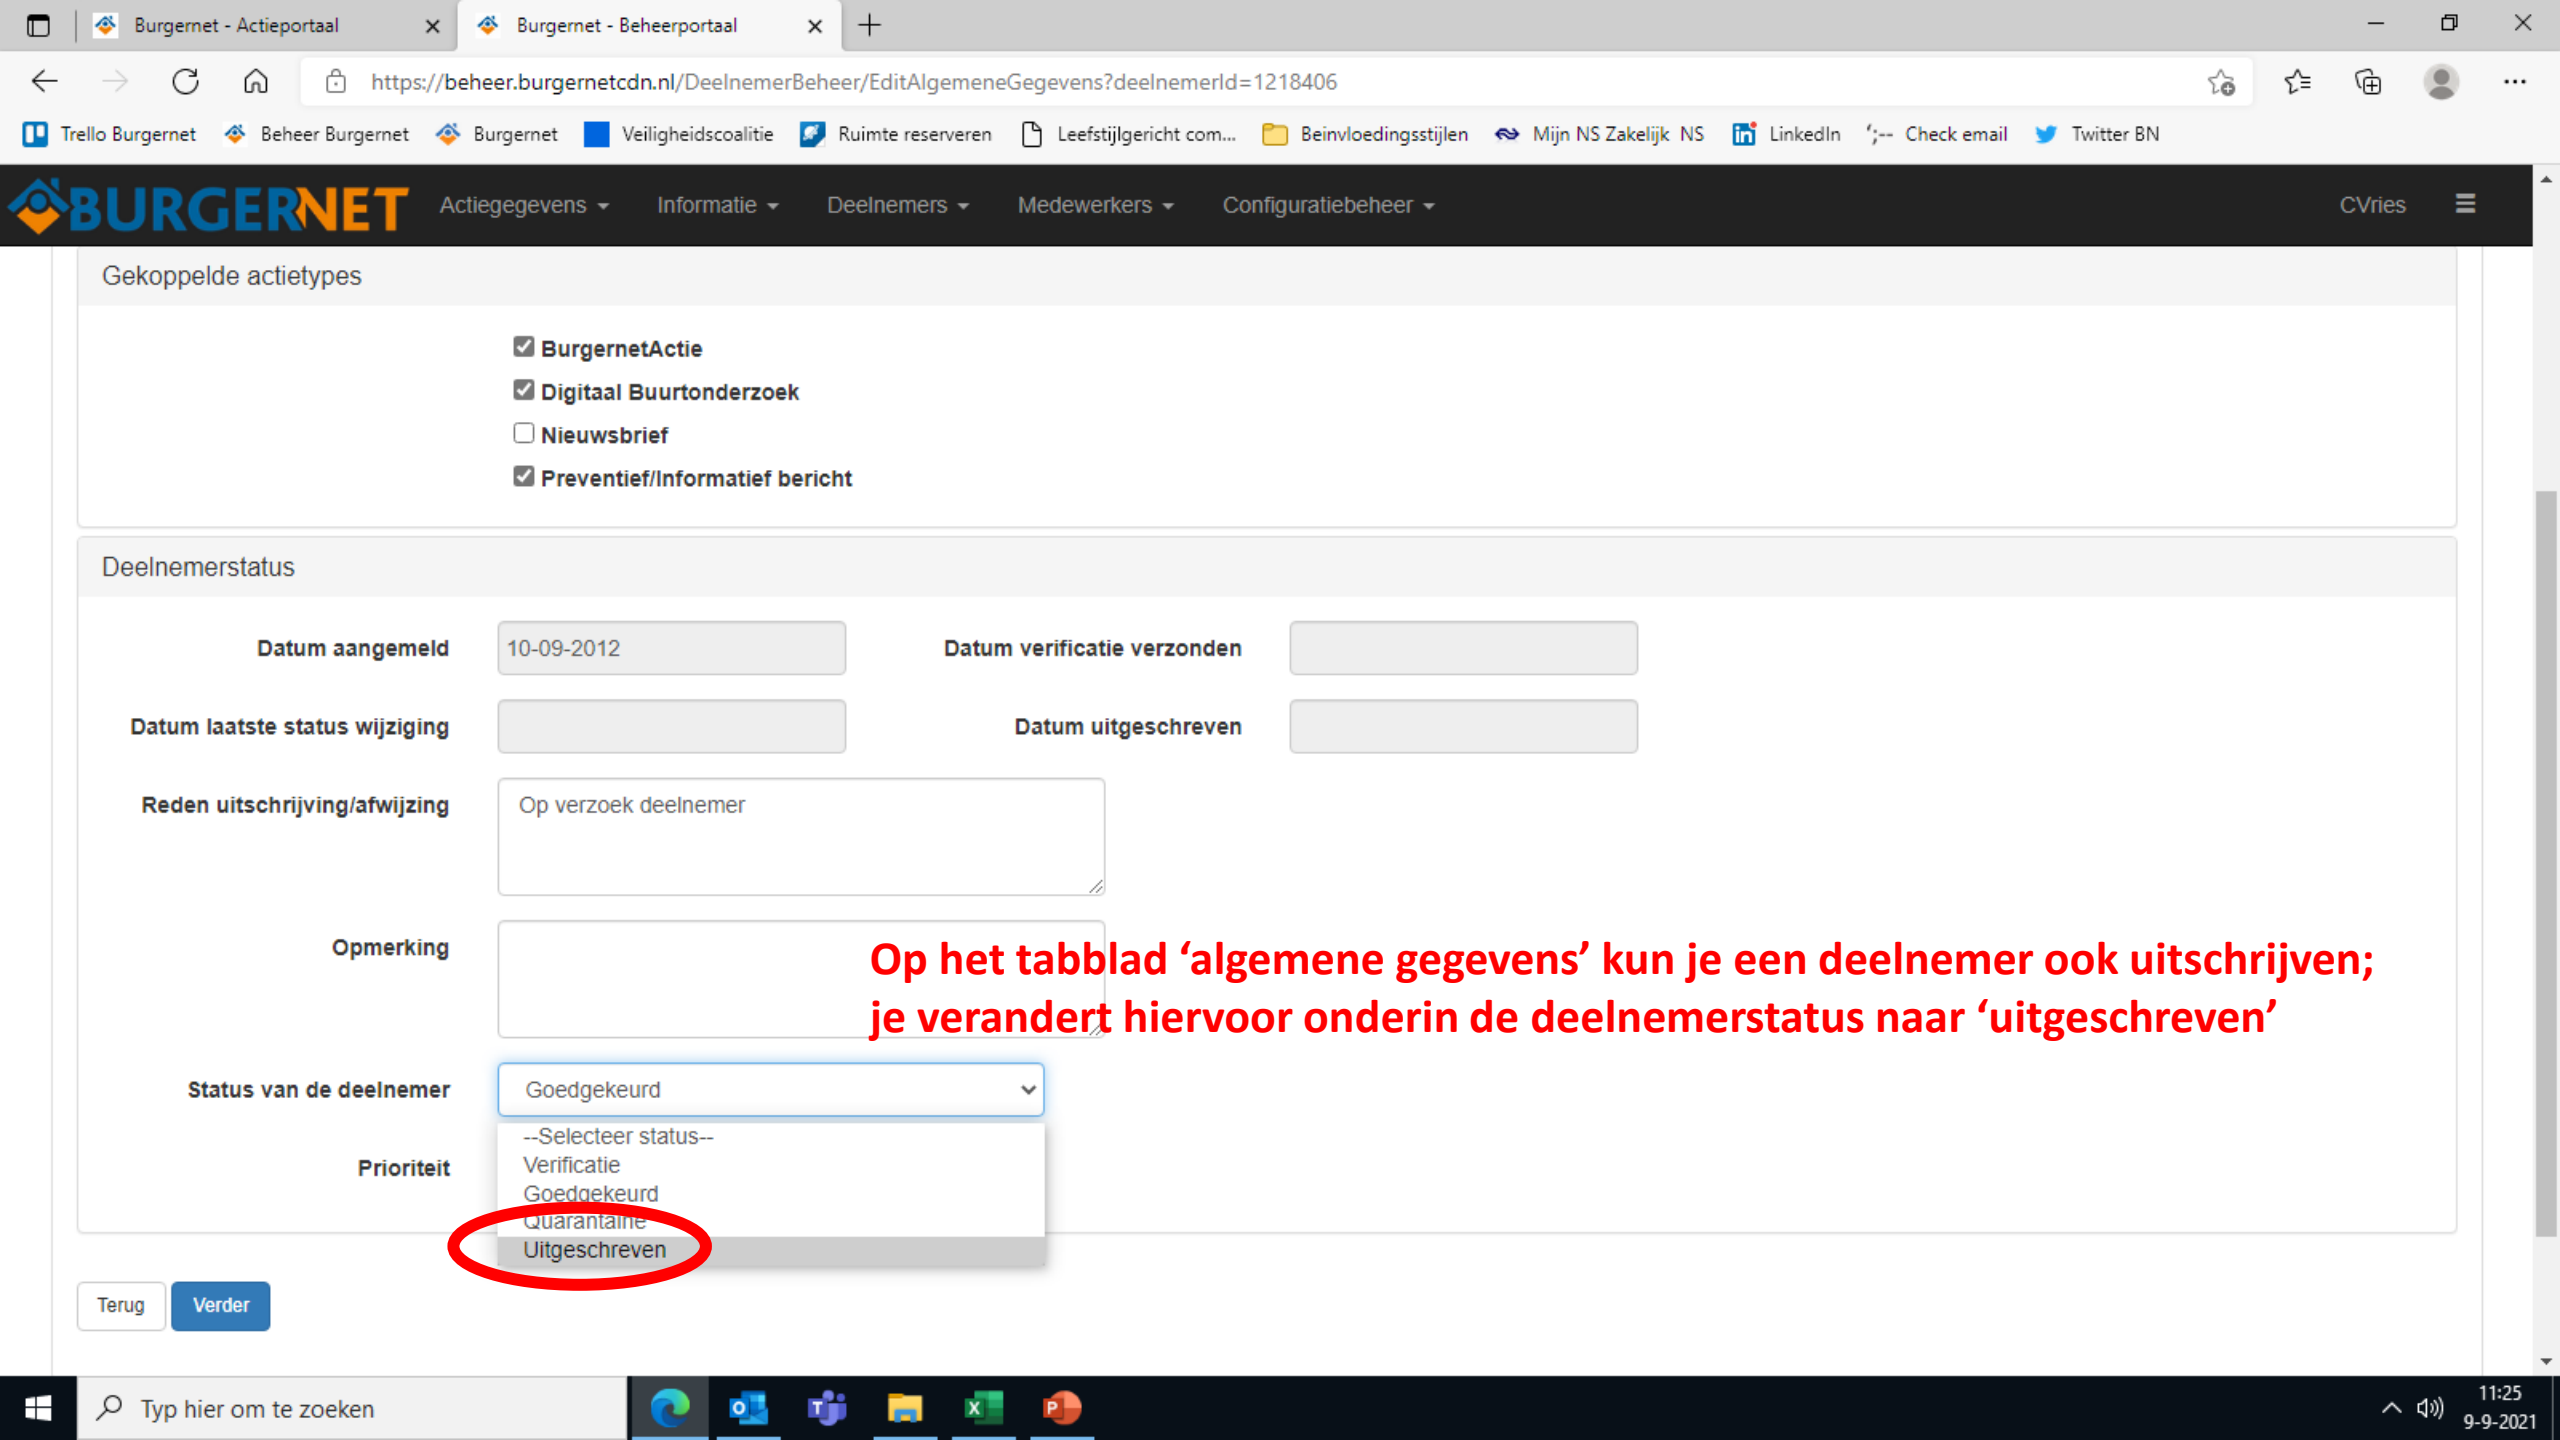 Burgernet - Actieportaal
Burgernet - Beheerportaal
https://beheer.burgernetcdn.nl/DeelnemerBeheer/EditAlgemeneGegevens?deelnemerId=1218406
Trello Burgernet Beheer Burgernet Burgernet Veiligheidscoalitie Ruimte reserveren Leefstijlgericht com... Beinvloedingsstijlen Mijn NS Zakelijk NS LinkedIn ';-- Check email Twitter BN
BURGERNET Actiegegevens Informatie Deelnemers Medewerkers Configuratiebeheer CVries
Gekoppelde actietypes
BurgernetActie
Digitaal Buurtonderzoek
Nieuwsbrief
Preventief/Informatief bericht
Deelnemerstatus
Datum aangemeld 10-09-2012 Datum verificatie verzonden
Datum laatste status wijziging Datum uitgeschreven
Reden uitschrijving/afwijzing Op verzoek deelnemer
Opmerking
Op het tabblad ‘algemene gegevens’ kun je een deelnemer ook uitschrijven;
je verandert hiervoor onderin de deelnemerstatus naar ‘uitgeschreven’
Status van de deelnemer Goedgekeurd
--Selecteer status--
Verificatie
Prioriteit
Goedgekeurd
Quarantaine
Uitgeschreven
Terug Verder
Typ hier om te zoeken
11:25
9-9-2021